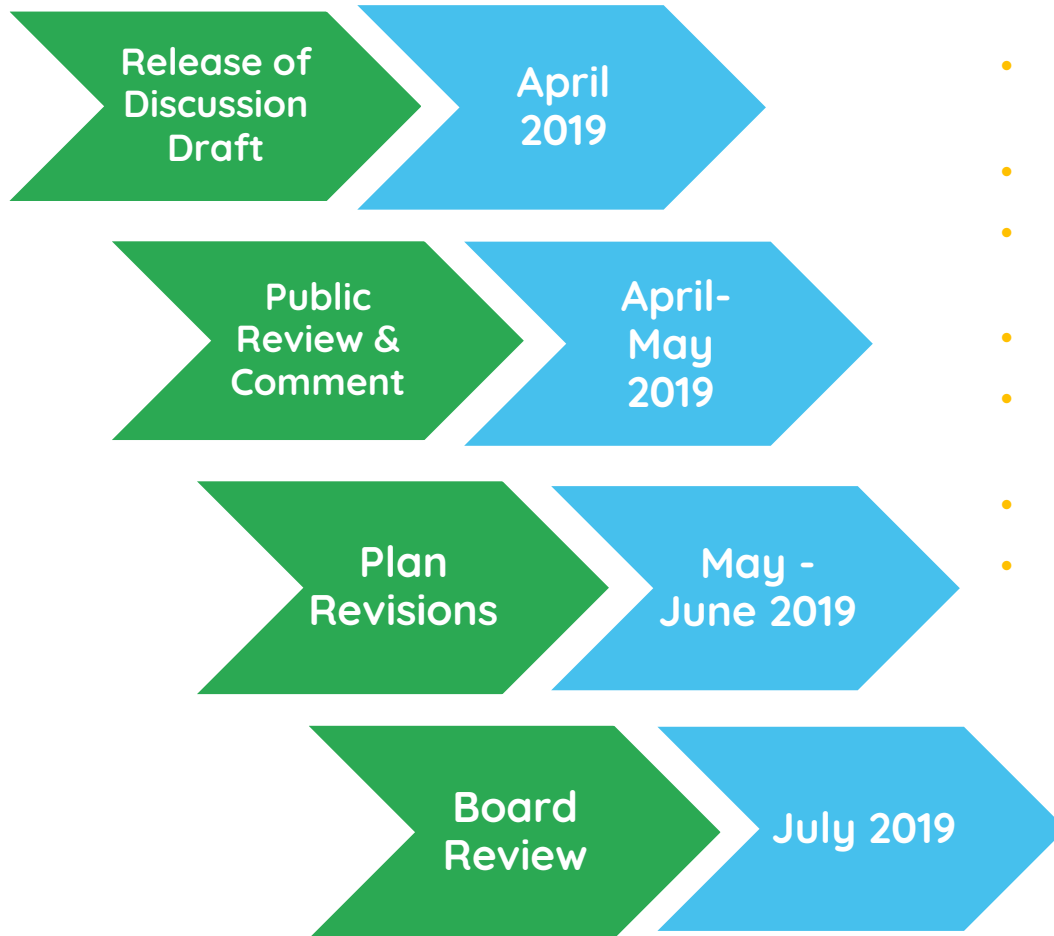 Release of
Discussion
Draft
April
2019
Public
Review &
Comment
April-
May
2019
Plan
Revisions
May -
June 2019
Board
Review
July 2019